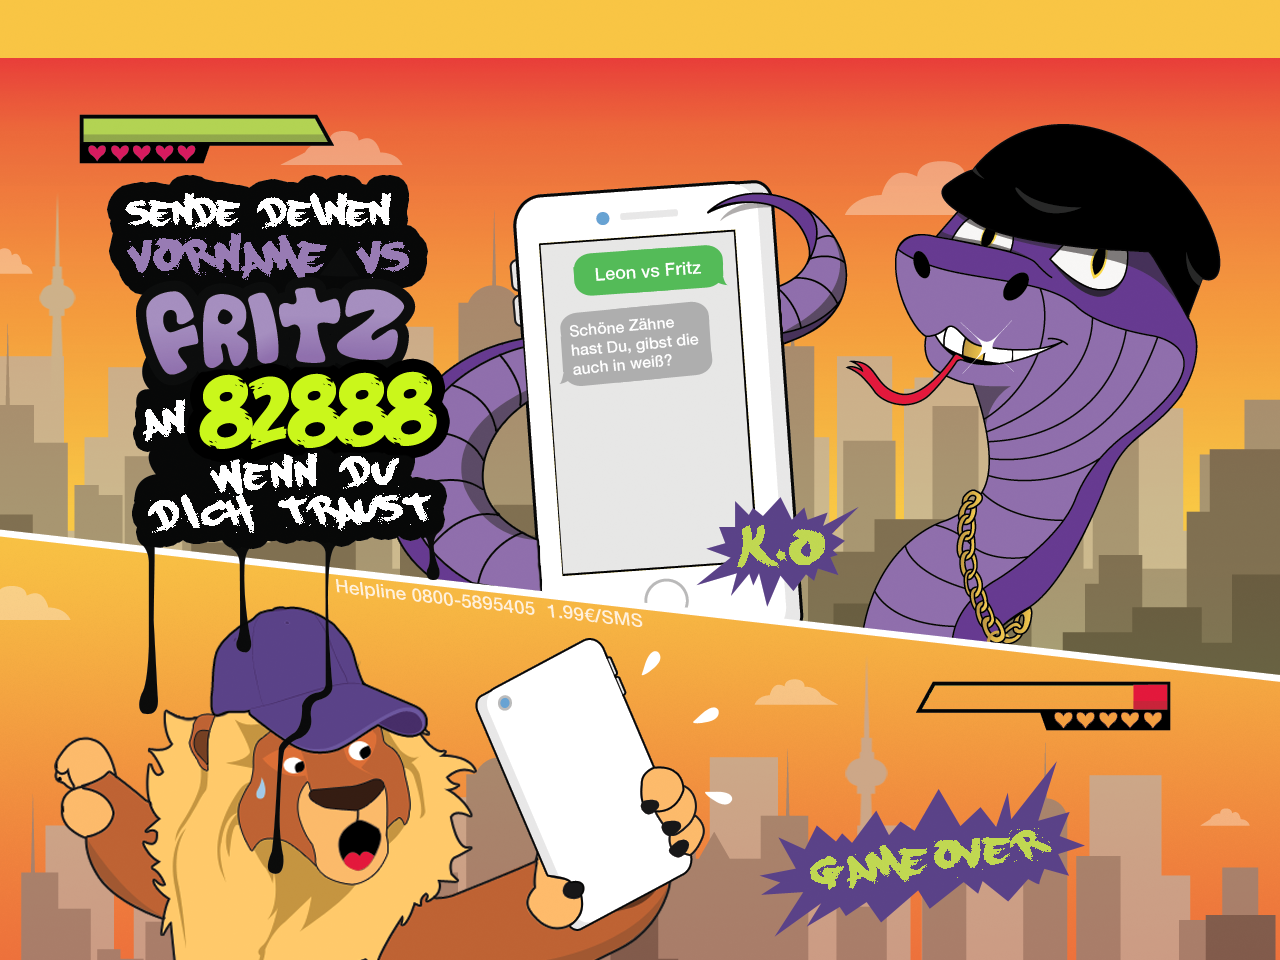 SENDE DEINEN
VORNAME VS
FRITZ
AN 82888
WENN DU
DICH TRAUST
Leon vs Fritz
Schöne Zähne
hast Du, gibst die
auch in weiß?
K.O
Helpline 0800-5895405 1.99€/SMS
GAME OVER